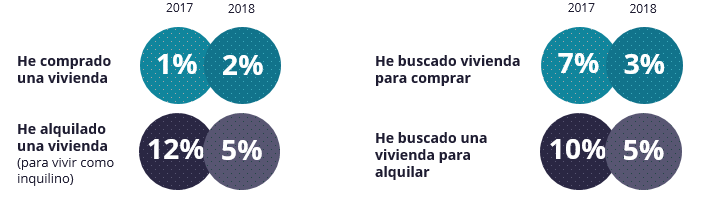 2017 2018
He comprado
una vivienda
1% 2%
He alquilado
una vivienda
(para vivir como
inquilino)
12% 5%
2017 2018
He buscado vivienda
para comprar
7% 3%
He buscado una
vivienda para
alquilar
10% 5%